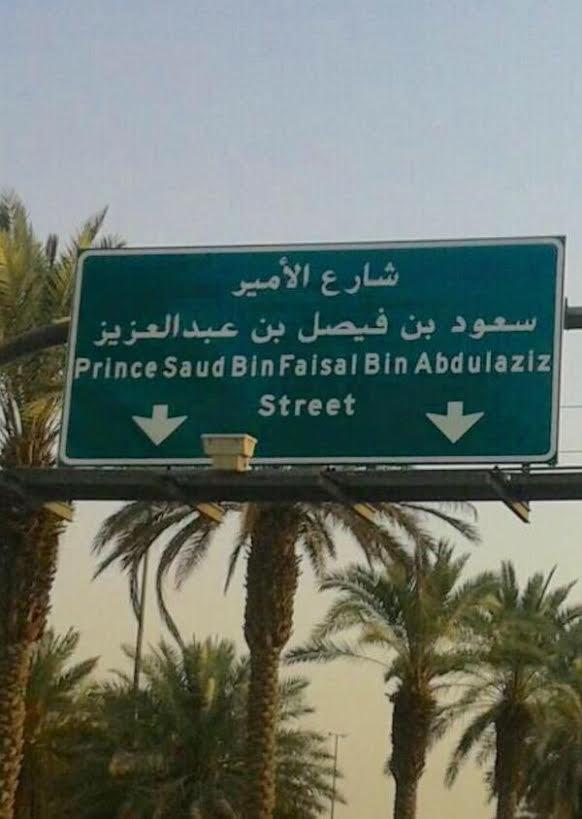 شارع الأمير
سعود بن فيصل بن عبدالعزيز
Prince Saud Bin Faisal Bin Abdulaziz
Street